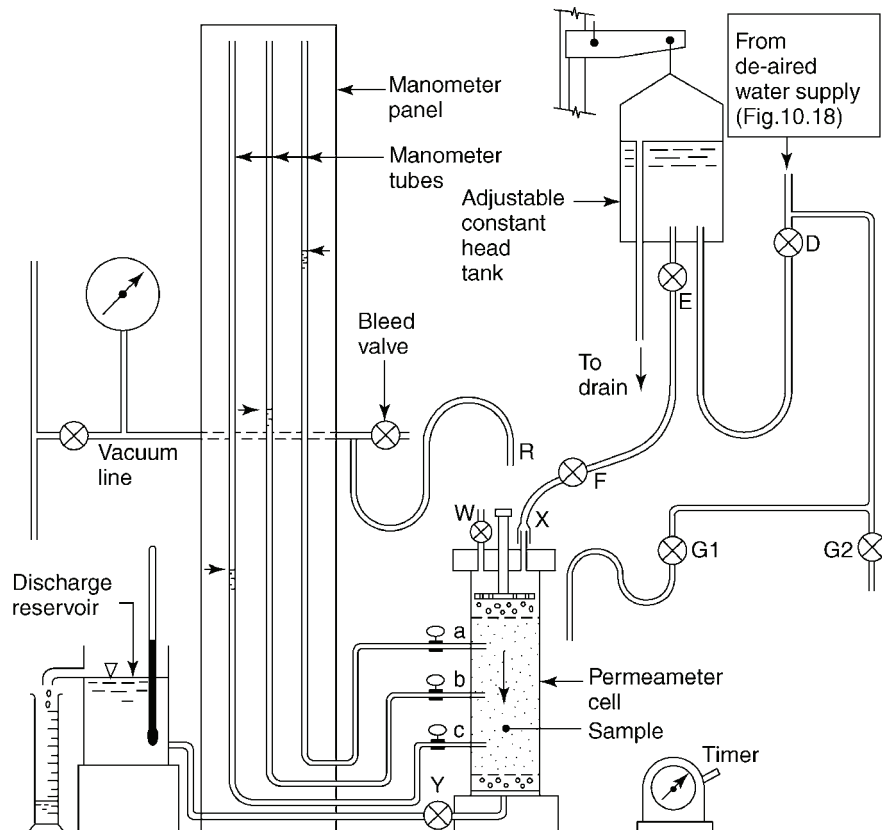 Manometer
panel
Manometer
tubes
From
de-aired
water supply
(Fig.10.18)
Adjustable
constant
head
tank
D
E
Bleed
valve
To
drain
Vacuum
line
R
F
W
X
G1
G2
Discharge
reservoir
a
b
c
Permeameter
cell
Sample
Timer
Y